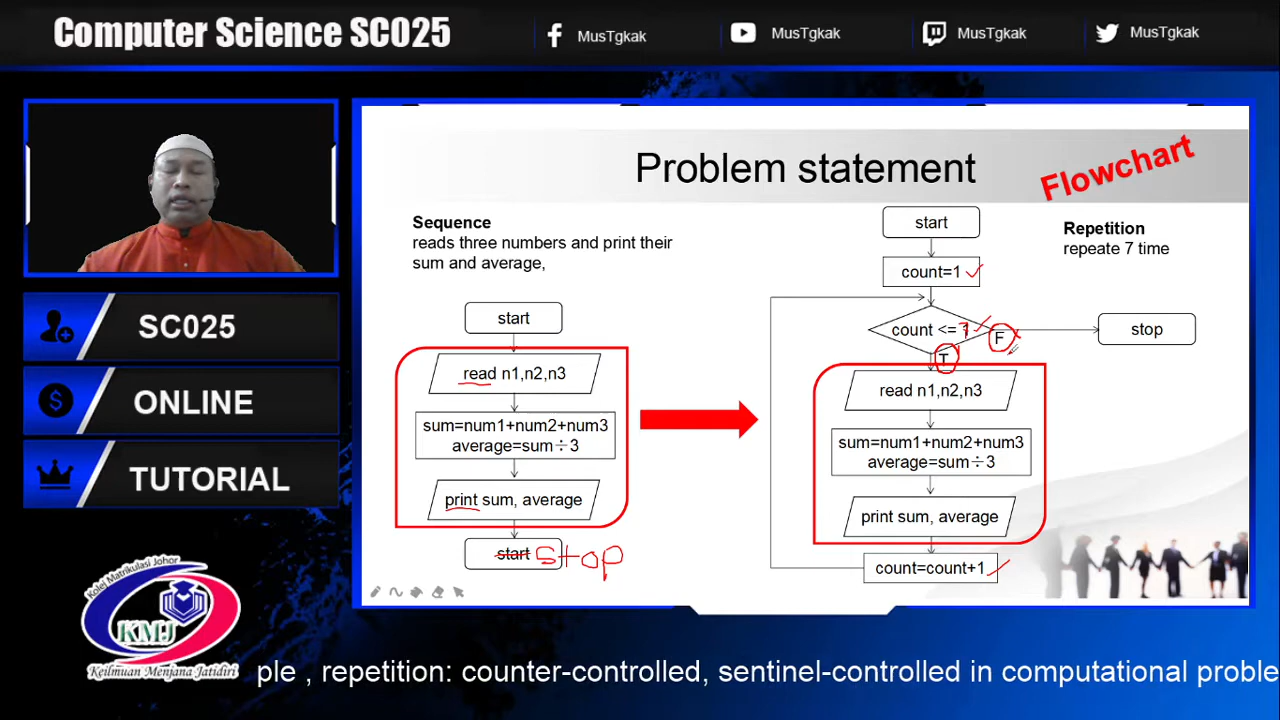 Computer Science SC025
MusTgkak
MusTgkak
MusTgkak
MusTgkak
SC025
ONLINE
TUTORIAL
Kolej Matrikulasi Johor
KMJ
Keilmuan Menjana Jatidiri
Problem statement
Flowchart
Sequence
reads three numbers and print their
sum and average,
start
read n1,n2,n3
sum=num1+num2+num3
average=sum÷3
print sum, average
start stop
start
Repetition
repeate 7 time
count=1
count <= 7
F
stop
T
read n1,n2,n3
sum=num1+num2+num3
average=sum÷3
print sum, average
count=count+1
ple , repetition: counter-controlled, sentinel-controlled in computational proble